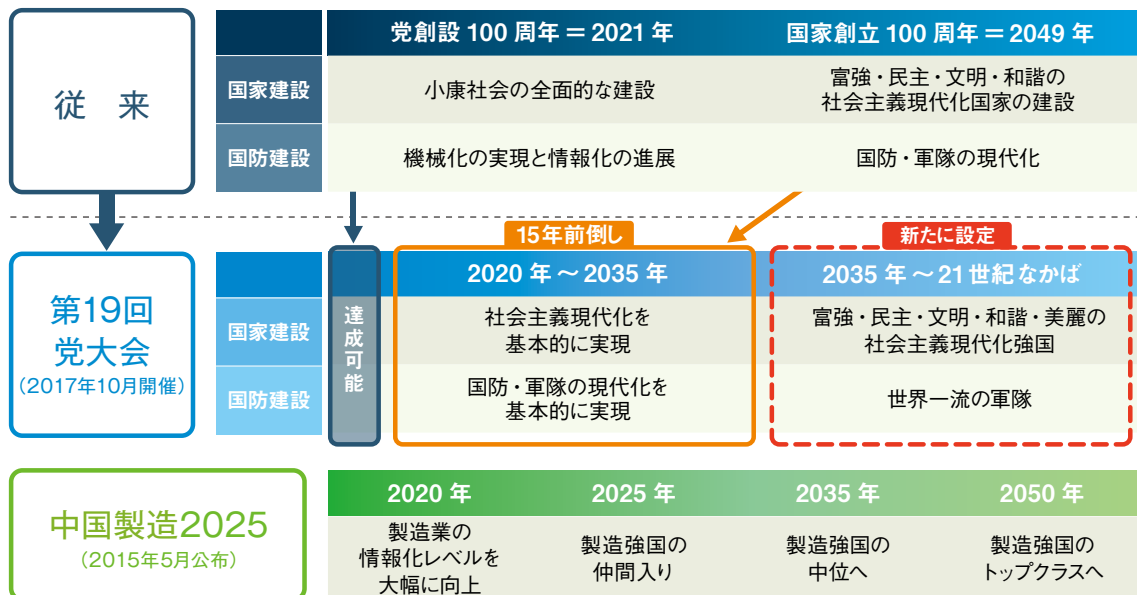 従 来
党創設 100 周年＝2021 年
国家創立 100 周年＝2049 年
国家建設
小康社会の全面的な建設
富強・民主・文明・和諧の
社会主義現代化国家の建設
国防建設
機械化の実現と情報化の進展
国防・軍隊の現代化
15年前倒し
新たに設定
第19回
党大会
（2017年10月開催）
達成可能
2020 年 ～ 2035 年
2035 年 ～ 21 世紀なかば
国家建設
社会主義現代化を
基本的に実現
富強・民主・文明・和諧・美麗の
社会主義現代化強国
国防建設
国防・軍隊の現代化を
基本的に実現
世界一流の軍隊
中国製造2025
（2015年5月公布）
2020 年
2025 年
2035 年
2050 年
製造業の
情報化レベルを
大幅に向上
製造強国の
仲間入り
製造強国の
中位へ
製造強国の
トップクラスへ